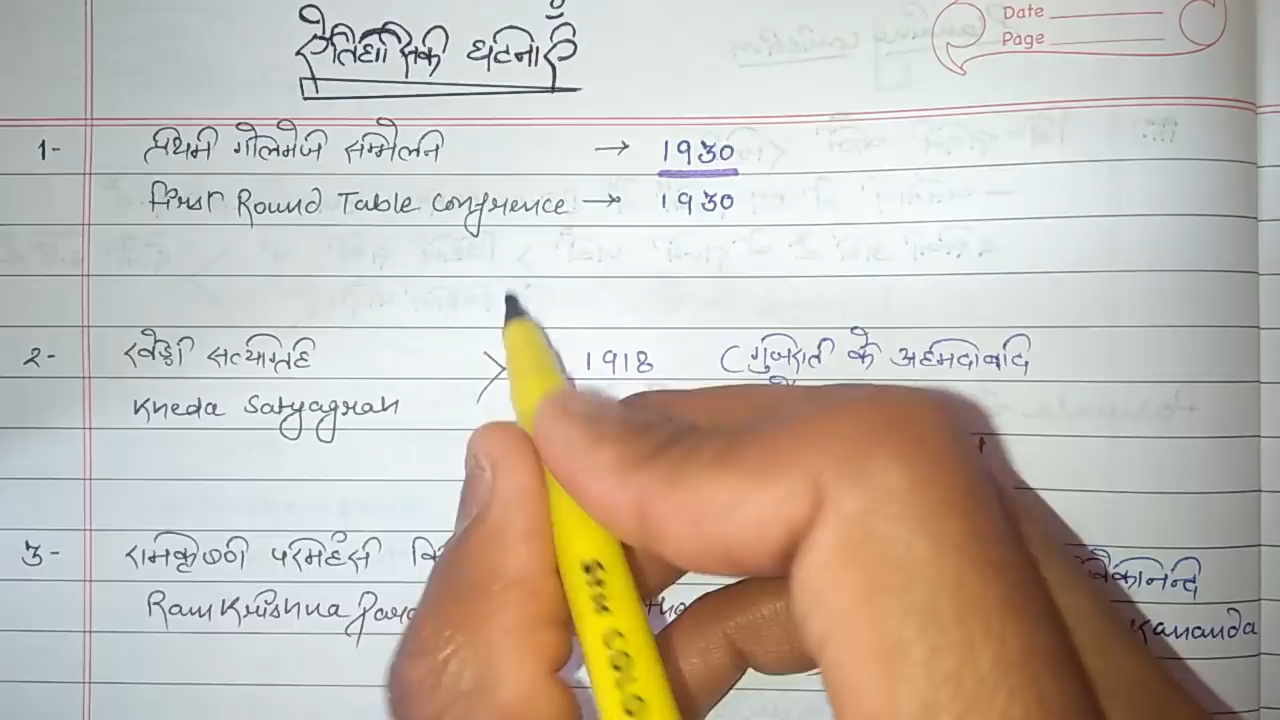 ऐतिहासिक घटनाएँ
Date
Page
1- प्रथम गोलमेज सम्मेलन → 1930
First Round Table Confrence → 1930
2- खेड़ा सत्याग्रह > 1918 (गुजरात के अहमदाबाद
Kheda Satyagrah
3- रामकृष्ण परमहंस
RamKrishna